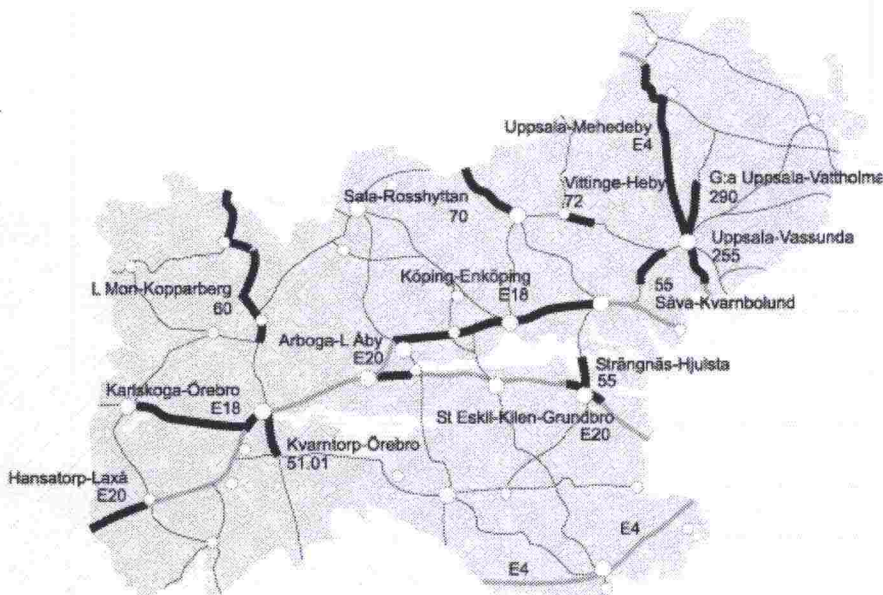 Uppsala-Mehedeby
E4
G:a Uppsala-Vattholma
290
Vittinge-Heby
72
Sala-Rosshyttan
70
Uppsala-Vassunda
255
55
Säva-Kvarnbolund
Köping-Enköping
E18
L Mon-Kopparberg
60
Arboga-L Åby
E20
Strängnäs-Hjulsta
55
Karlskoga-Örebro
E18
St Eskil-Kilen-Grundbro
E20
Kvarntorp-Örebro
51.01
Hansatorp-Laxå
E20
E4
E4